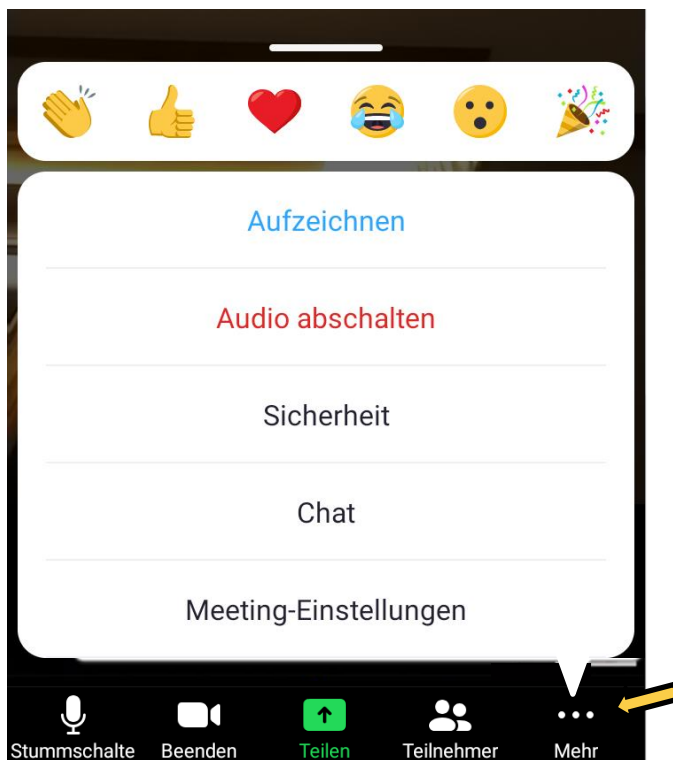 Aufzeichnen
Audio abschalten
Sicherheit
Chat
Meeting-Einstellungen
Stummschalte Beenden Teilen Teilnehmer Mehr